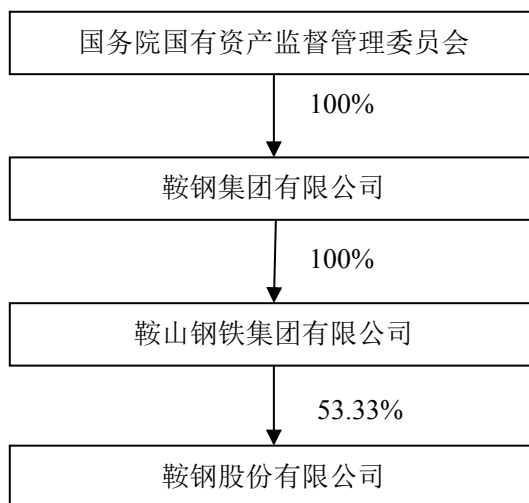 国务院国有资产监督管理委员会
100%
鞍钢集团有限公司
100%
鞍山钢铁集团有限公司
53.33%
鞍钢股份有限公司